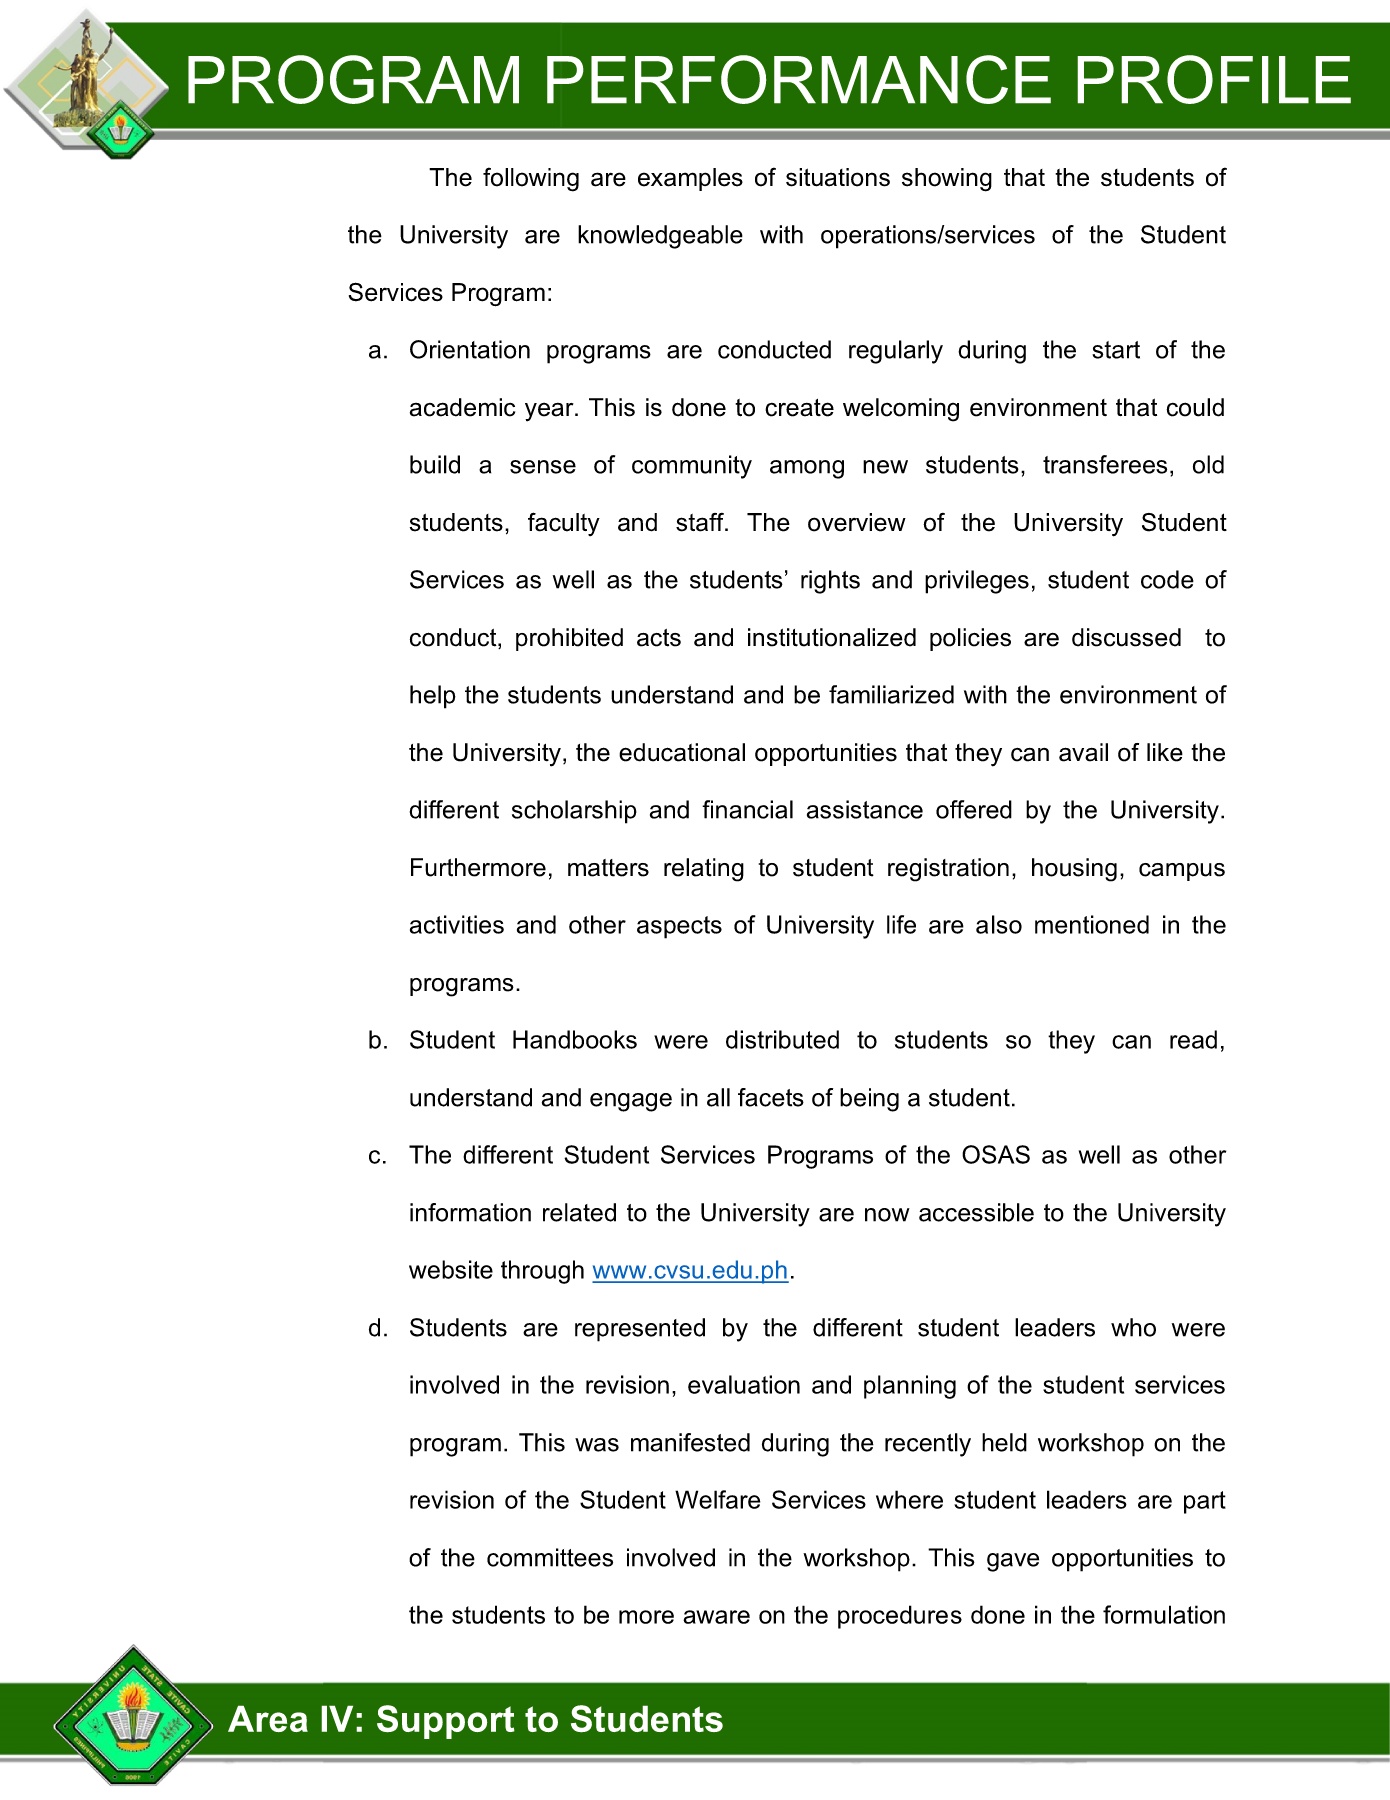 PROGRAM PERFORMANCE PROFILE
The following are examples of situations showing that the students of
the University are knowledgeable with operations/services of the Student
Services Program:
a. Orientation programs are conducted regularly during the start of the
academic year. This is done to create welcoming environment that could
build a sense of community among new students, transferees, old
students, faculty and staff. The overview of the University Student
Services as well as the students’ rights and privileges, student code of
conduct, prohibited acts and institutionalized policies are discussed to
help the students understand and be familiarized with the environment of
the University, the educational opportunities that they can avail of like the
different scholarship and financial assistance offered by the University.
Furthermore, matters relating to student registration, housing, campus
activities and other aspects of University life are also mentioned in the
programs.
b. Student Handbooks were distributed to students so they can read,
understand and engage in all facets of being a student.
c. The different Student Services Programs of the OSAS as well as other
information related to the University are now accessible to the University
website through www.cvsu.edu.ph.
d. Students are represented by the different student leaders who were
involved in the revision, evaluation and planning of the student services
program. This was manifested during the recently held workshop on the
revision of the Student Welfare Services where student leaders are part
of the committees involved in the workshop. This gave opportunities to
the students to be more aware on the procedures done in the formulation
CAVITE STATE UNIVERSITY
CAVITE PHILIPPINES
1906
Area IV: Support to Students